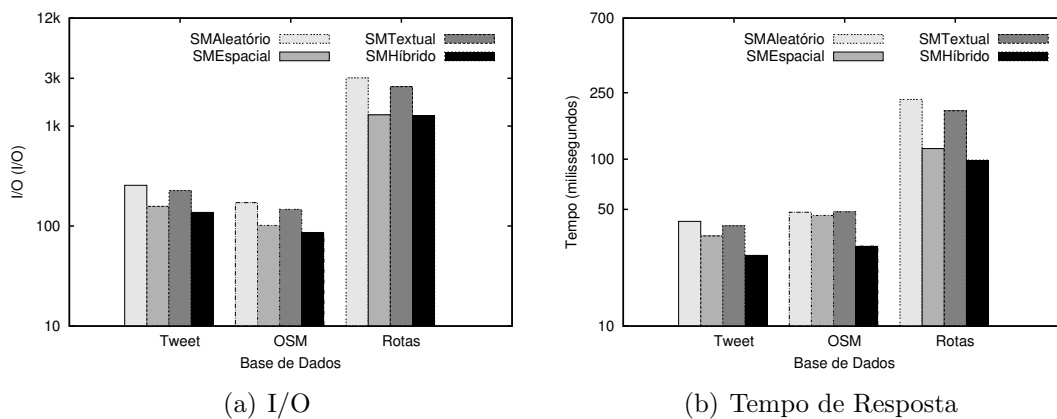 12k
3k
1k
100
10
I/O (I/O)
SMAleatório
SMEspacial
SMTextual
SMHíbrido
Tweet OSM Rotas
Base de Dados
(a) I/O
700
250
100
50
10
Tempo (milissegundos)
SMAleatório
SMEspacial
SMTextual
SMHíbrido
Tweet OSM Rotas
Base de Dados
(b) Tempo de Resposta